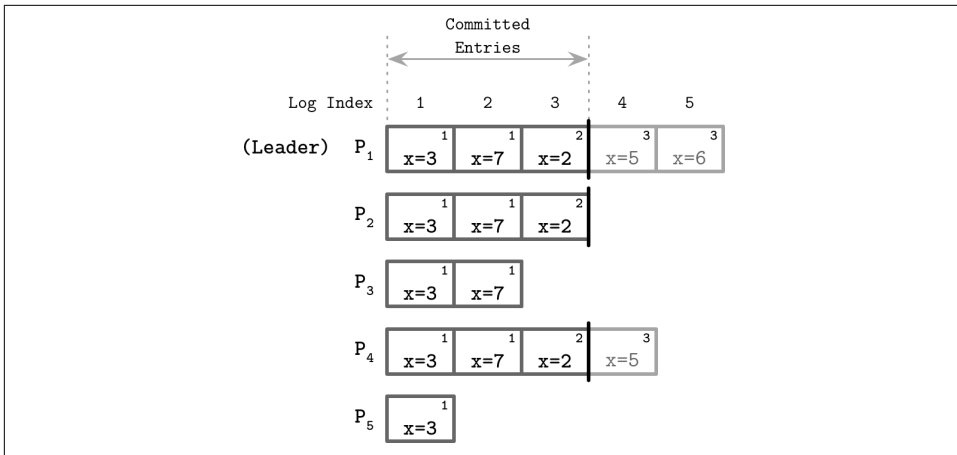 Committed
Entries
Log Index 1 2 3 4 5
(Leader) P1 1 1 2 3 3
x=3 x=7 x=2 x=5 x=6
P2 1 1 2
x=3 x=7 x=2
P3 1 1
x=3 x=7
P4 1 1 2 3
x=3 x=7 x=2 x=5
P5 1
x=3